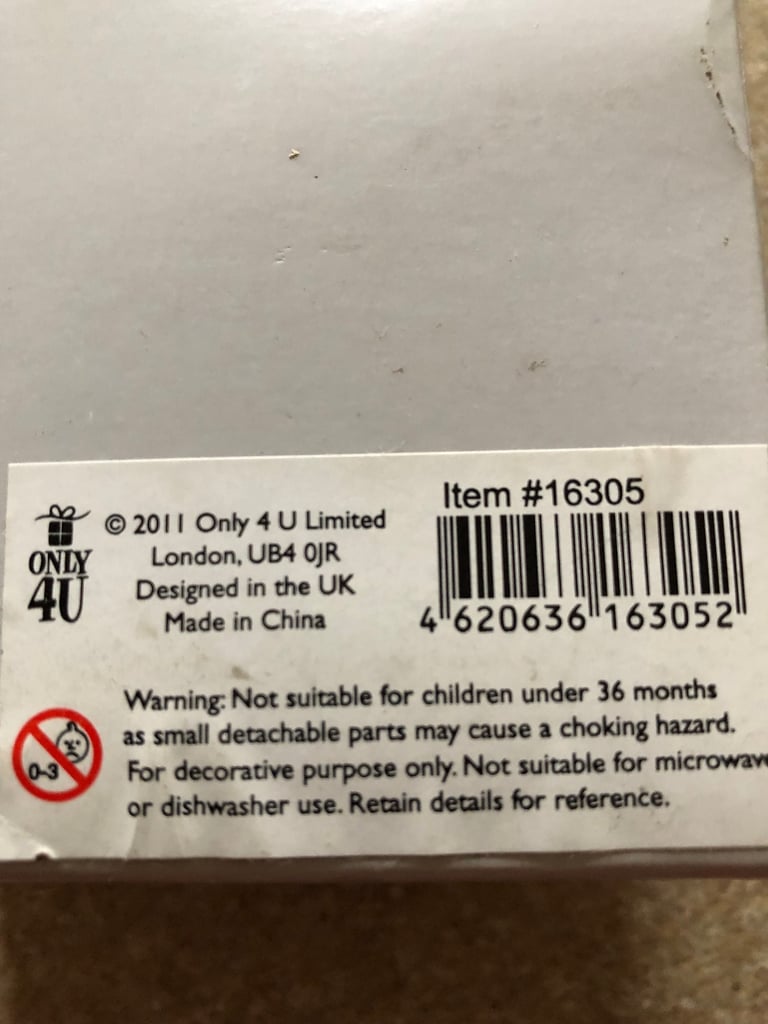 ONLY
4U
© 2011 Only 4 U Limited
London, UB4 0JR
Designed in the UK
Made in China
Item #16305
4 620636 163052
0-3
Warning: Not suitable for children under 36 months
as small detachable parts may cause a choking hazard.
For decorative purpose only. Not suitable for microwave
or dishwasher use. Retain details for reference.